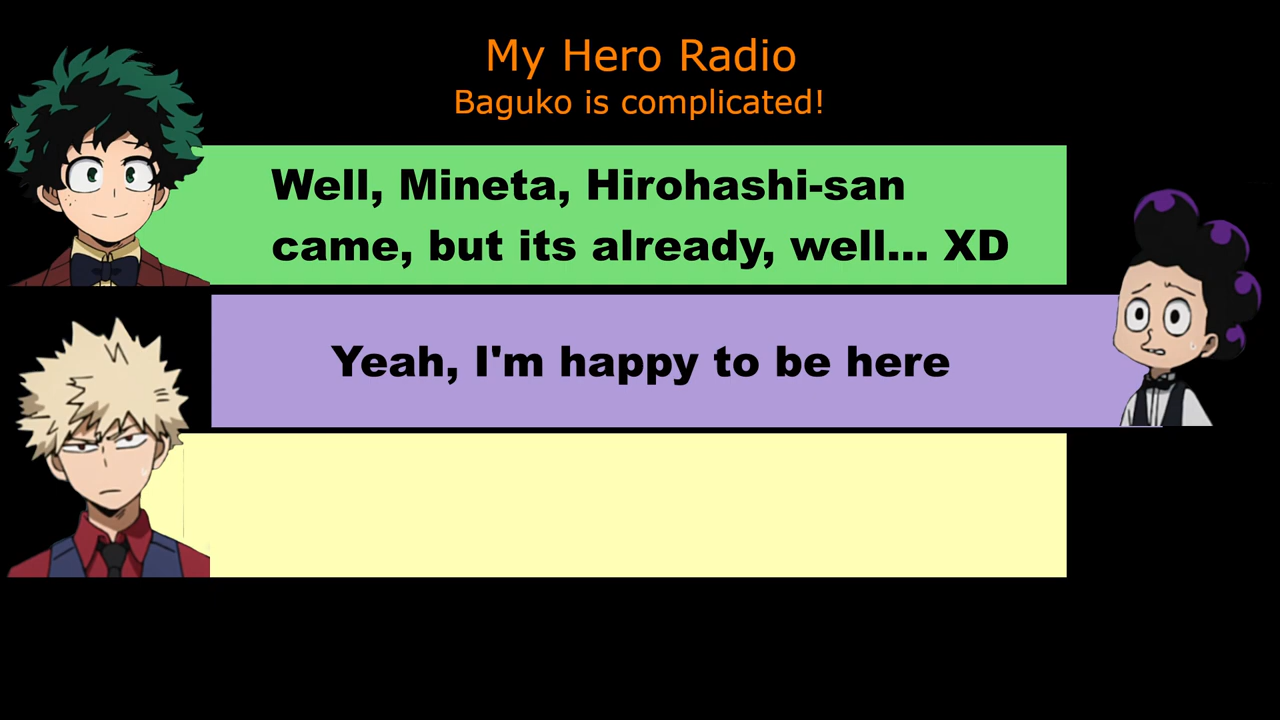 My Hero Radio
Baguko is complicated!
Well, Mineta, Hirohashi-san
came, but its already, well... XD
Yeah, I'm happy to be here